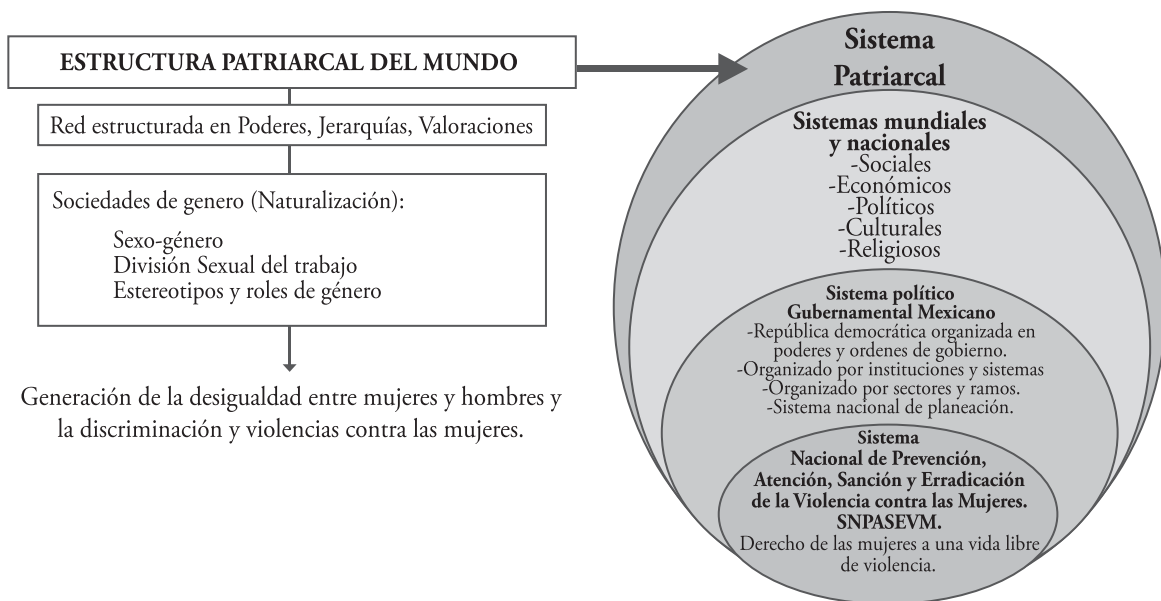 ESTRUCTURA PATRIARCAL DEL MUNDO
Red estructurada en Poderes, Jerarquías, Valoraciones
Sociedades de genero (Naturalización):
Sexo-género
División Sexual del trabajo
Estereotipos y roles de género
Generación de la desigualdad entre mujeres y hombres y
la discriminación y violencias contra las mujeres.
Sistema
Patriarcal
Sistemas mundiales
y nacionales
-Sociales
-Económicos
-Políticos
-Culturales
-Religiosos
Sistema político
Gubernamental Mexicano
-República democrática organizada en
poderes y ordenes de gobierno.
-Organizado por instituciones y sistemas
-Organizado por sectores y ramos.
-Sistema nacional de planeación.
Sistema
Nacional de Prevención,
Atención, Sanción y Erradicación
de la Violencia contra las Mujeres.
SNPASEVM.
Derecho de las mujeres a una vida libre
de violencia.